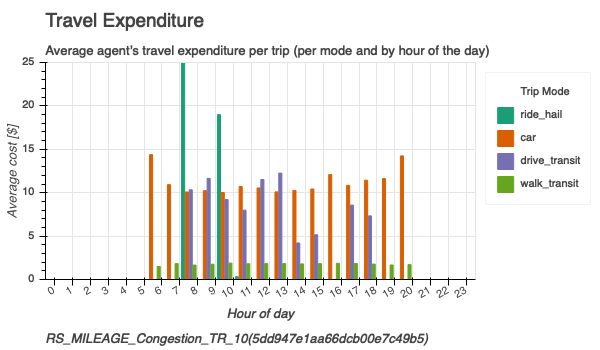 Travel Expenditure
Average agent's travel expenditure per trip (per mode and by hour of the day)
25
20
15
10
5
0
Average cost [$]
0 1 2 3 4 5 6 7 8 9 10 11 12 13 14 15 16 17 18 19 20 21 22 23
Hour of day
Trip Mode
ride_hail
car
drive_transit
walk_transit
RS_MILEAGE_Congestion_TR_10(5dd947e1aa66dcb00e7c49b5)